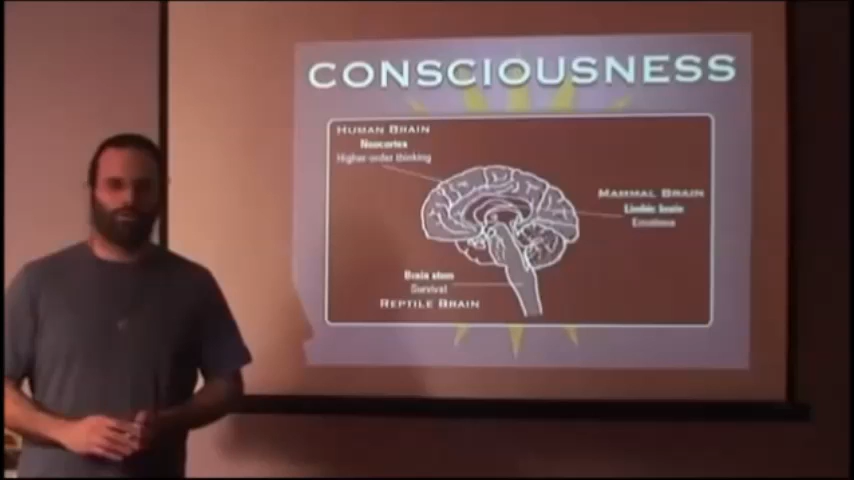 CONSCIOUSNESS
HUMAN BRAIN
Neocortex
Higher-order thinking
MAMMAL BRAIN
Limbic brain
Emotions
Brain stem
Survival
REPTILE BRAIN